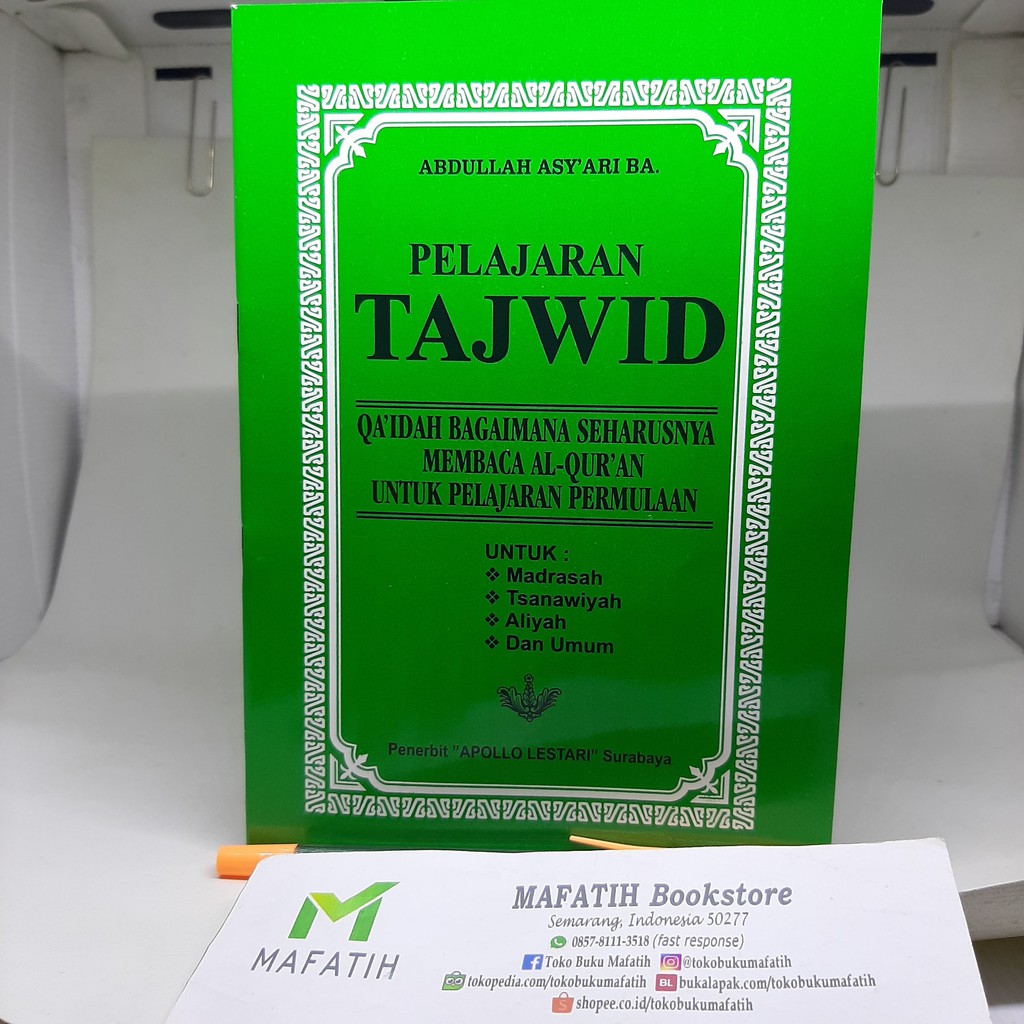 ABDULLAH ASY'ARI BA.
PELAJARAN
TAJWID
QA'IDAH BAGAIMANA SEHARUSNYA
MEMBACA AL-QUR'AN
UNTUK PELAJARAN PERMULAAN
UNTUK :
❖ Madrasah
❖ Tsanawiyah
❖ Aliyah
❖ Dan Umum
Penerbit "APOLLO LESTARI" Surabaya
MAFATIH
MAFATIH Bookstore
Semarang, Indonesia 50277
0857-8111-3518 (fast response)
Toko Buku Mafatih @tokobukumafatih
tokopedia.com/tokobukumafatih BL bukalapak.com/tokobukumafatih
shopee.co.id/tokobukumafatih